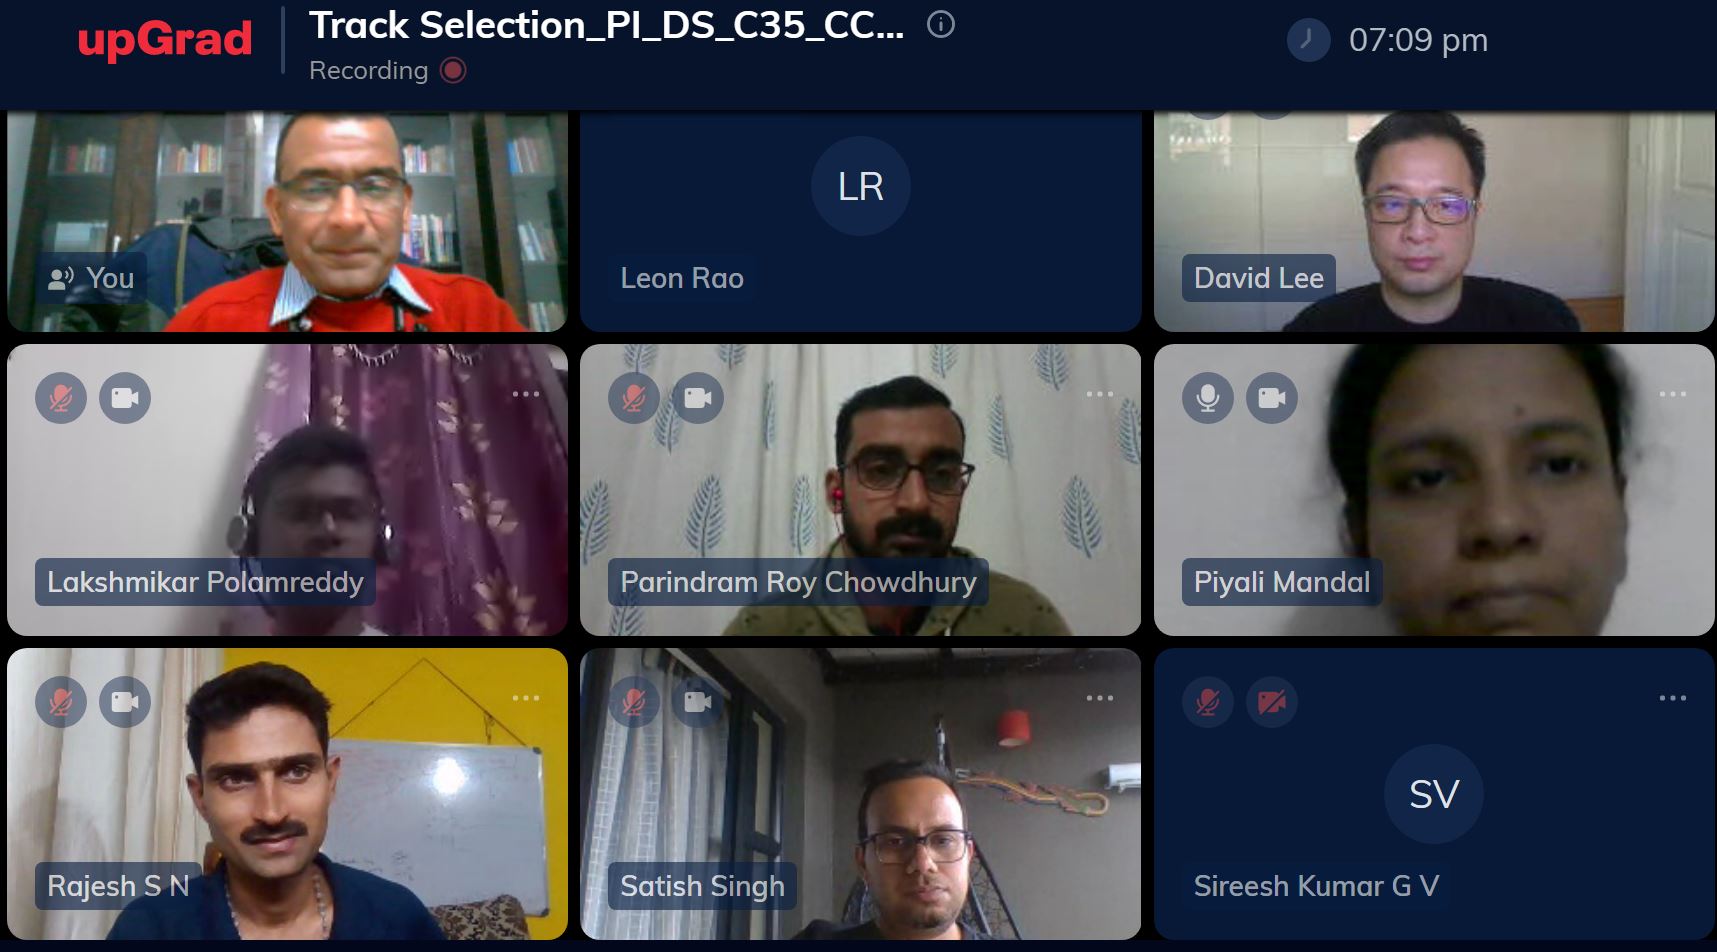 upGrad
Track Selection_PI_DS_C35_CC...
Recording
07:09 pm
You
LR
Leon Rao
David Lee
Lakshmikar Polamreddy
Parindram Roy Chowdhury
Piyali Mandal
Rajesh S N
Satish Singh
SV
Sireesh Kumar G V